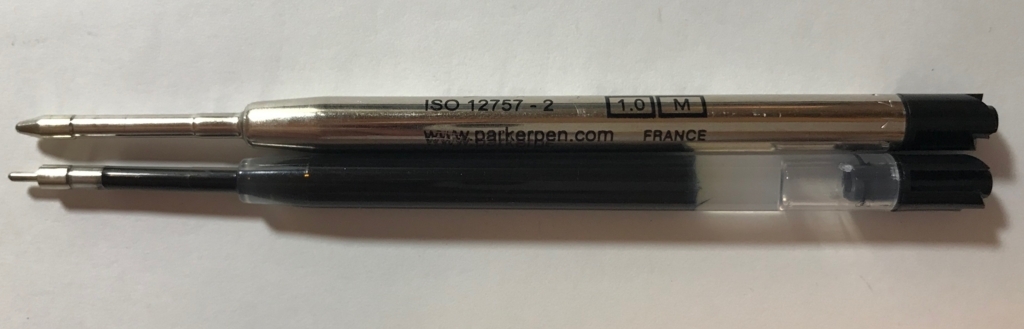 ISO 12757 - 2 1.0 M
www.parkerpen.com FRANCE